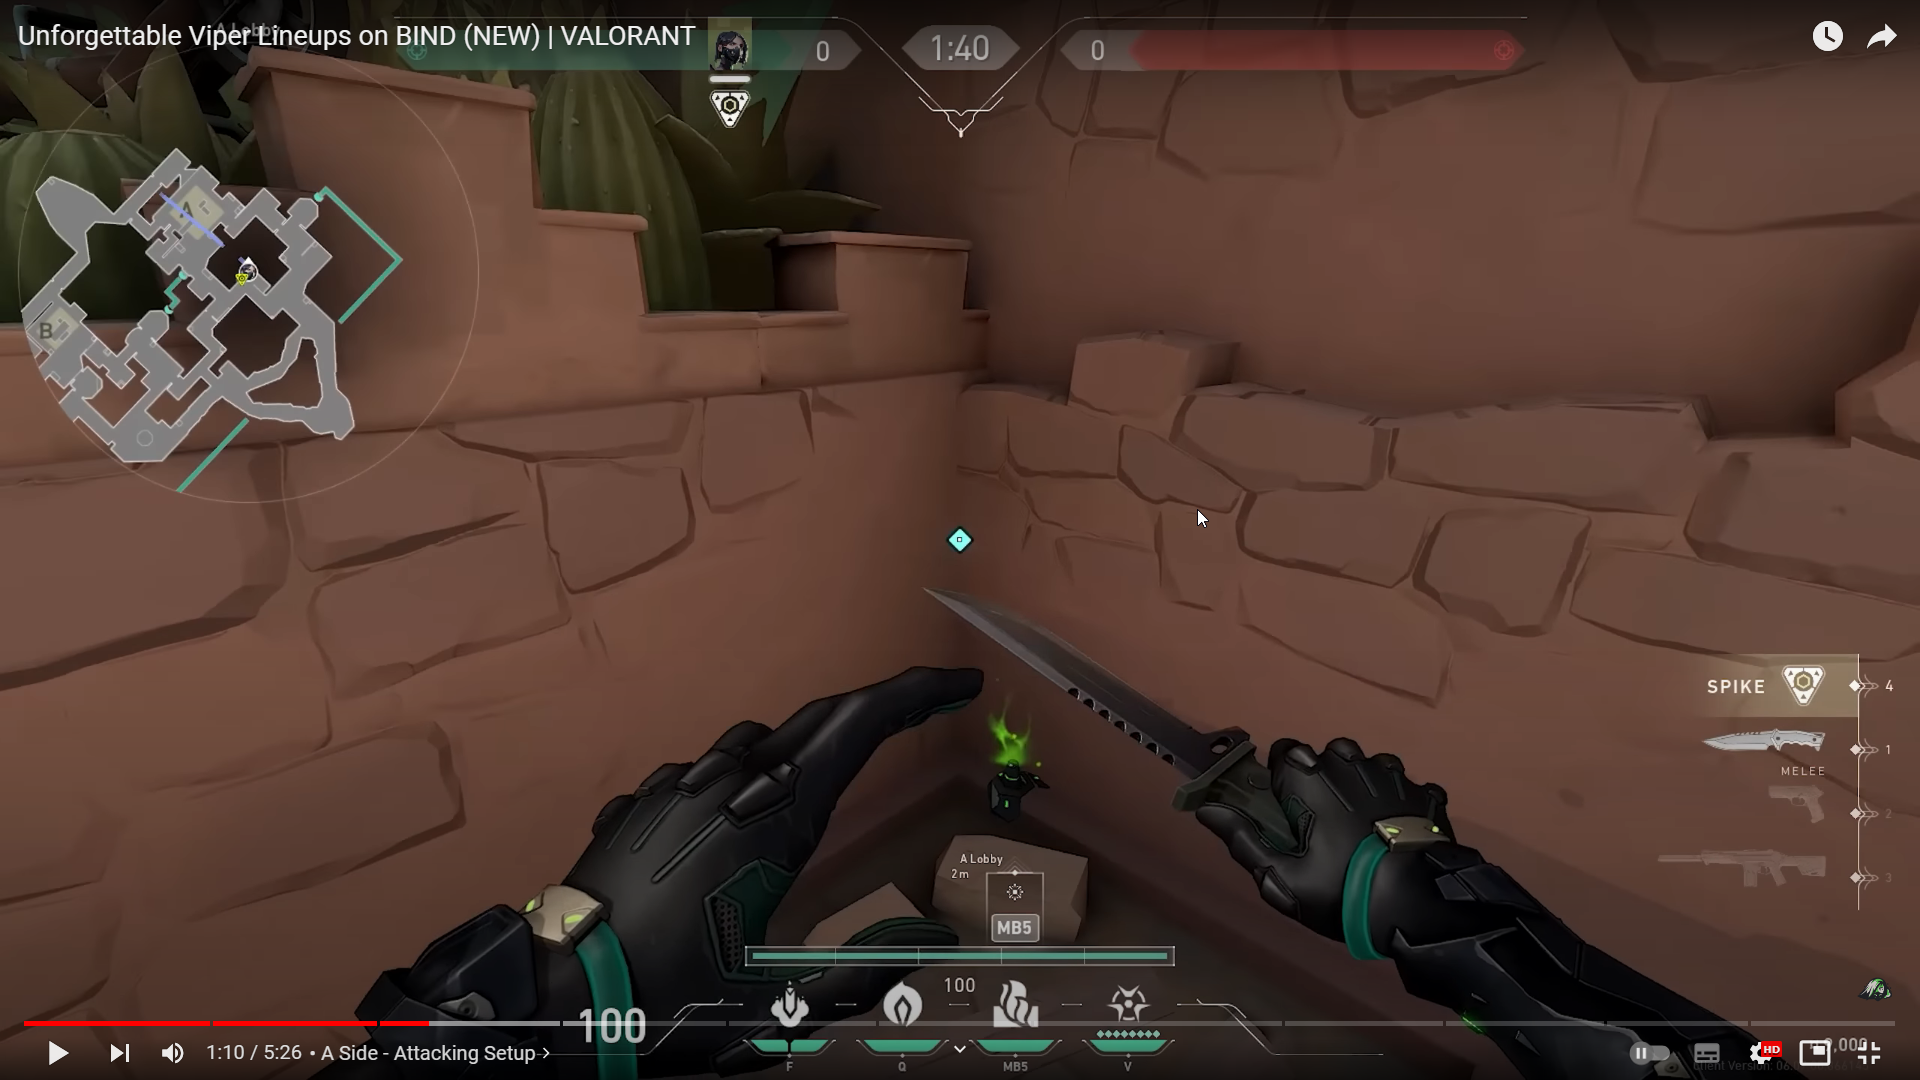 Unforgettable Viper Lineups on BIND (NEW) | VALORANT
A Lobby
0
1:40
0
A
B
SPIKE
4
1
MELEE
2
3
A Lobby
2m
MB5
100
100
F
Q
MB5
V
1:10 / 5:26 • A Side - Attacking Setup
HD